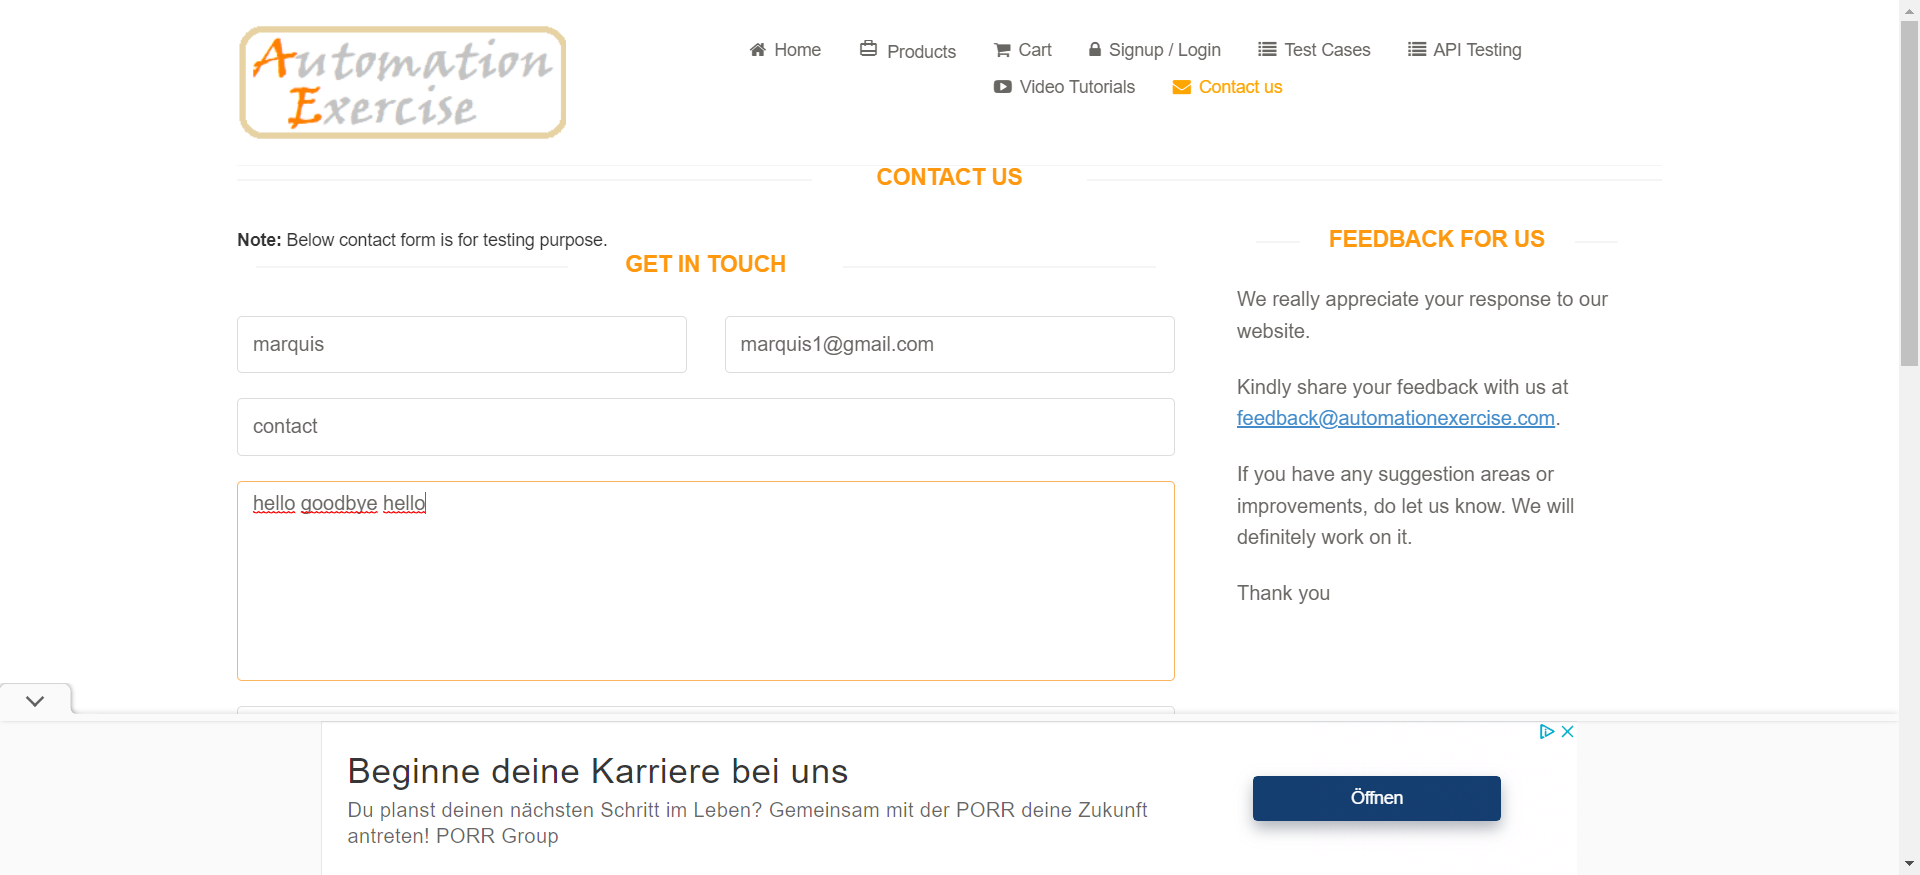 Automation
Exercise
Home
Products
Cart
Signup / Login
Test Cases
API Testing
Video Tutorials
Contact us
CONTACT US
Note: Below contact form is for testing purpose.
GET IN TOUCH
marquis
marquis1@gmail.com
contact
hello goodbye hello
FEEDBACK FOR US
We really appreciate your response to our
website.
Kindly share your feedback with us at
feedback@automationexercise.com.
If you have any suggestion areas or
improvements, do let us know. We will
definitely work on it.
Thank you
Beginne deine Karriere bei uns
Du planst deinen nächsten Schritt im Leben? Gemeinsam mit der PORR deine Zukunft
antreten! PORR Group
Öffnen